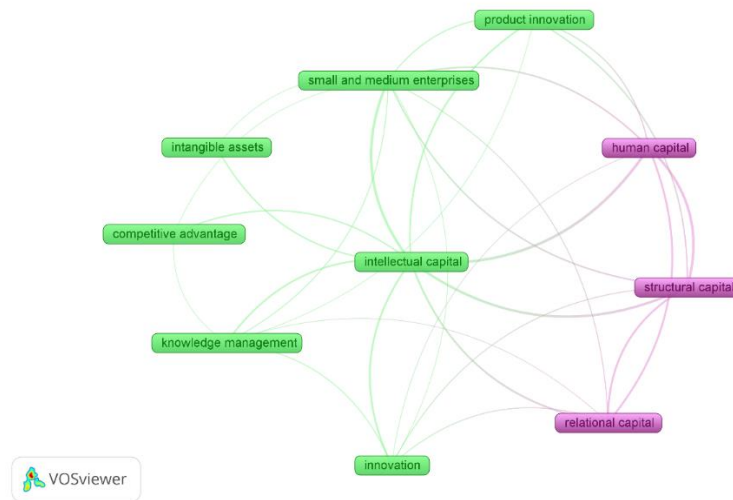 product innovation
small and medium enterprises
human capital
intangible assets
competitive advantage
intellectual capital
structural capital
knowledge management
relational capital
innovation
VOSviewer